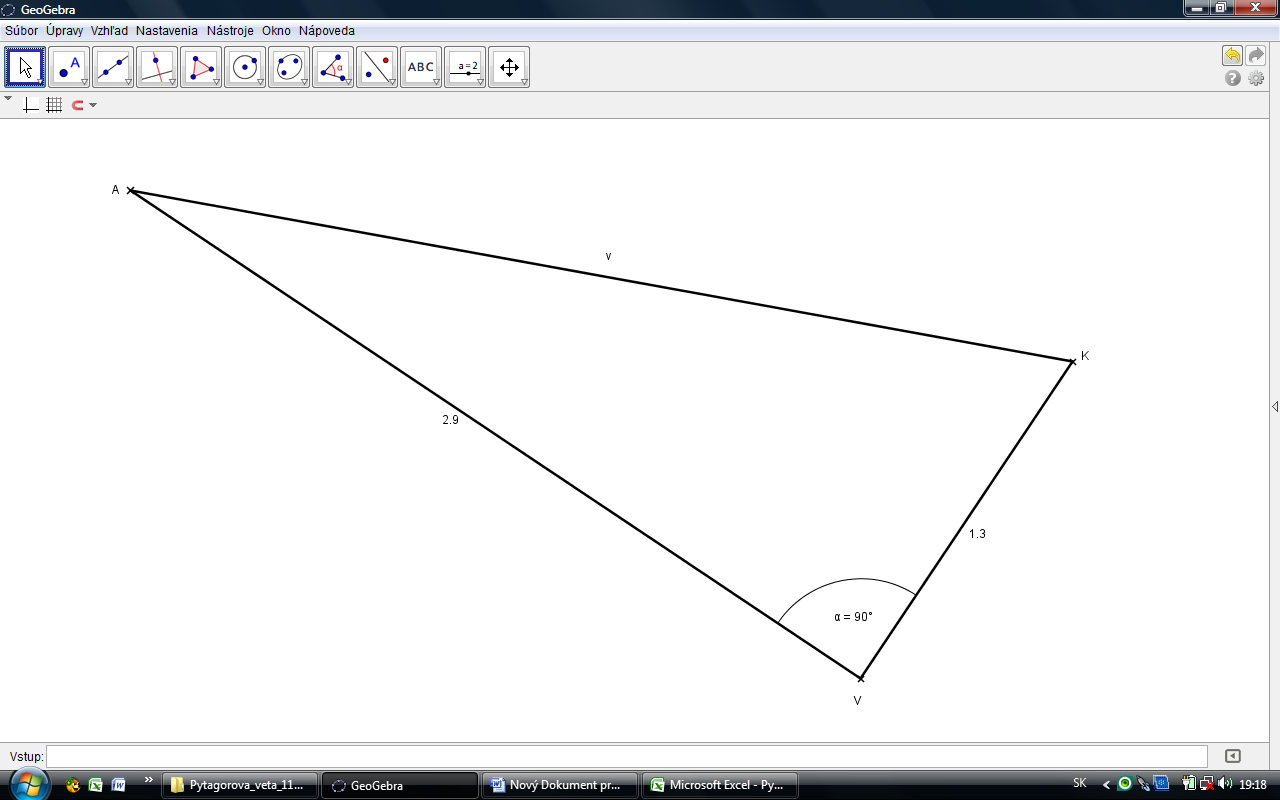 GeoGebra
Súbor Úpravy Vzhľad Nastavenia Nástroje Okno Nápoveda
A
α
ABC
a = 2
A
v
K
2.9
1.3
α = 90°
V
Vstup:
Pytagorova_veta_11...
GeoGebra
Nový Dokument pr...
Microsoft Excel - Py...
SK
19:18